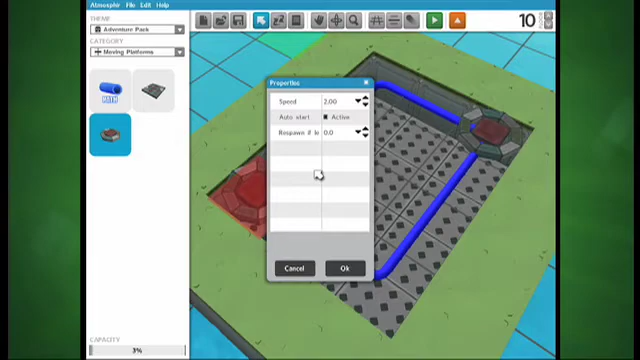 Atmosphir File Edit Help
THEME
Adventure Pack
CATEGORY
Moving Platforms
PATH
10
Properties
Speed 2.00
Auto start Active
Respawn 0.0
Cancel Ok
CAPACITY
3%